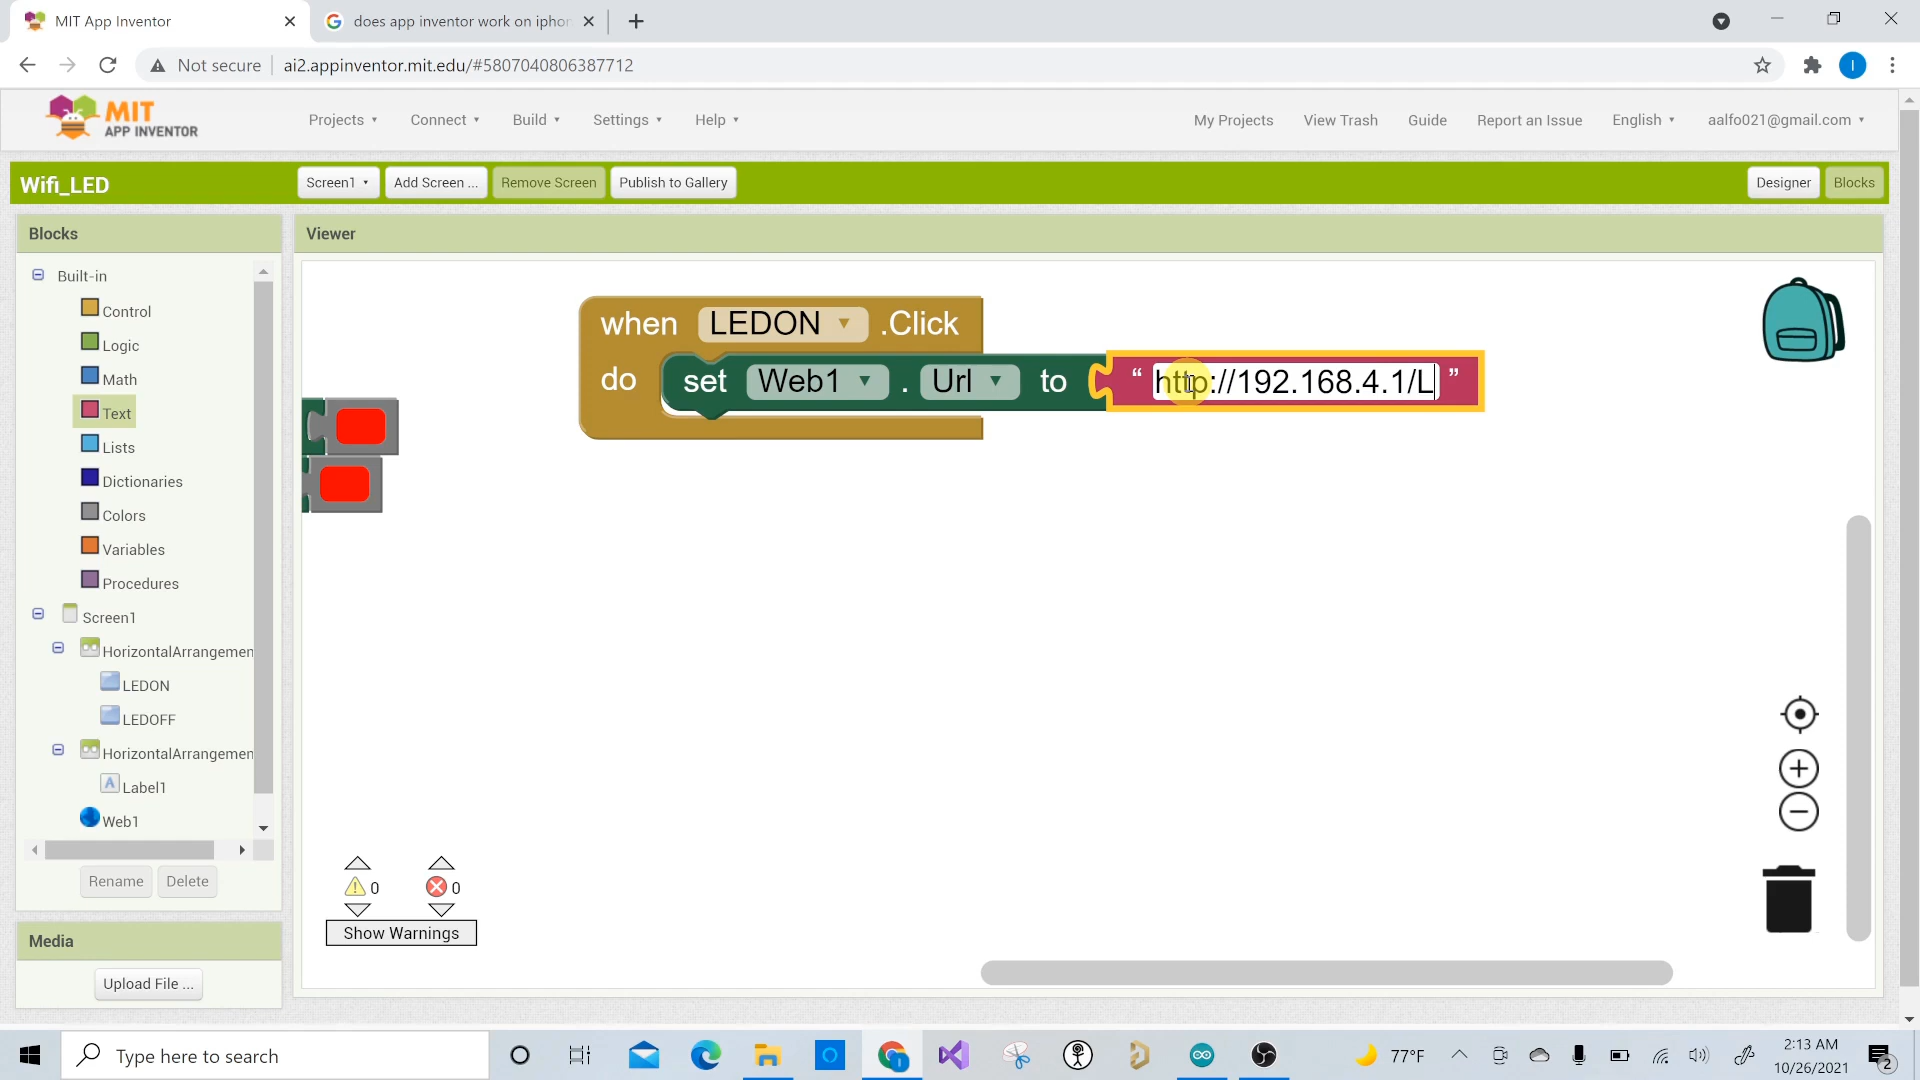 MIT App Inventor
does app inventor work on iphon
Not secure
ai2.appinventor.mit.edu/#5807040806387712
I
MIT
APP INVENTOR
Projects
Connect
Build
Settings
Help
My Projects
View Trash
Guide
Report an Issue
English
aalfo021@gmail.com
Wifi_LED
Screen1
Add Screen ...
Remove Screen
Publish to Gallery
Designer
Blocks
Blocks
Viewer
Built-in
Control
Logic
Math
Text
Lists
Dictionaries
Colors
Variables
Procedures
Screen1
HorizontalArrangemen
LEDON
LEDOFF
HorizontalArrangemen
A Label1
Web1
Rename
Delete
Media
Upload File ...
when LEDON .Click
do set Web1 . Url to “ http://192.168.4.1/L ”
0
0
Show Warnings
Type here to search
77°F
2:13 AM
10/26/2021
2